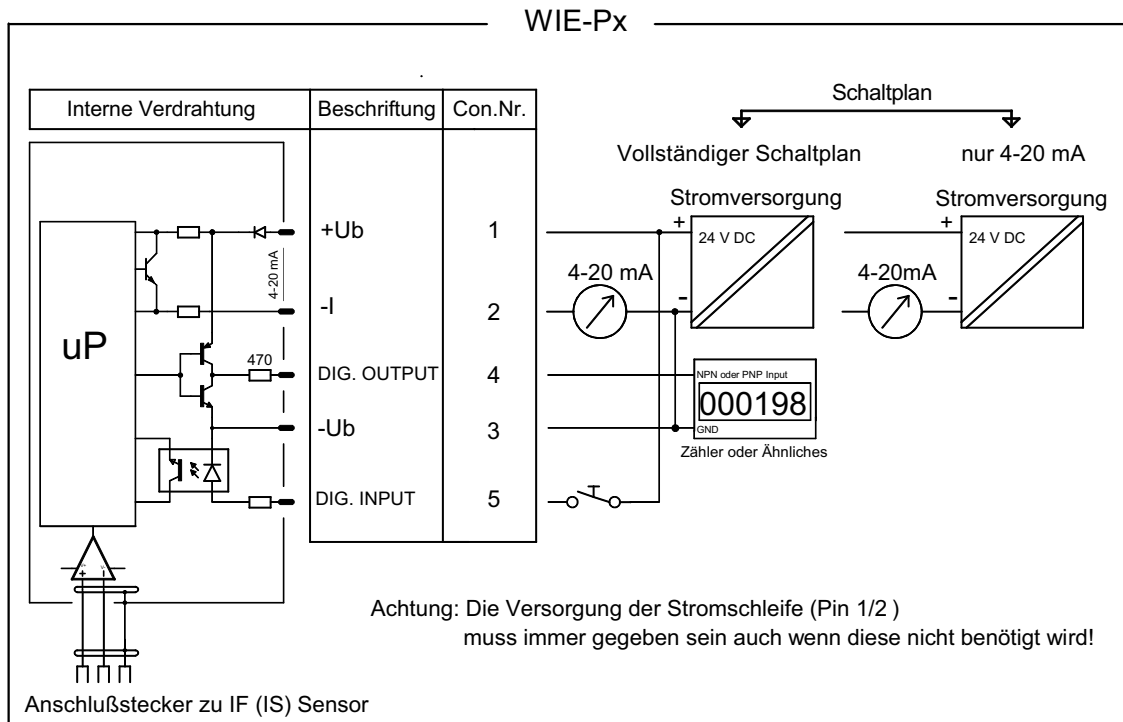 WIE-Px
Interne Verdrahtung
Beschriftung
Con.Nr.
Schaltplan
Vollständiger Schaltplan
nur 4-20 mA
Stromversorgung
Stromversorgung
+Ub
1
+
24 V DC
+
24 V DC
4-20 mA
4-20 mA
4-20mA
-I
2
-
-
uP
470
DIG. OUTPUT
4
NPN oder PNP Input
000198
GND
-Ub
3
Zähler oder Ähnliches
DIG. INPUT
5
V+
V-
+
-
Achtung: Die Versorgung der Stromschleife (Pin 1/2 )
muss immer gegeben sein auch wenn diese nicht benötigt wird!
Anschlußstecker zu IF (IS) Sensor